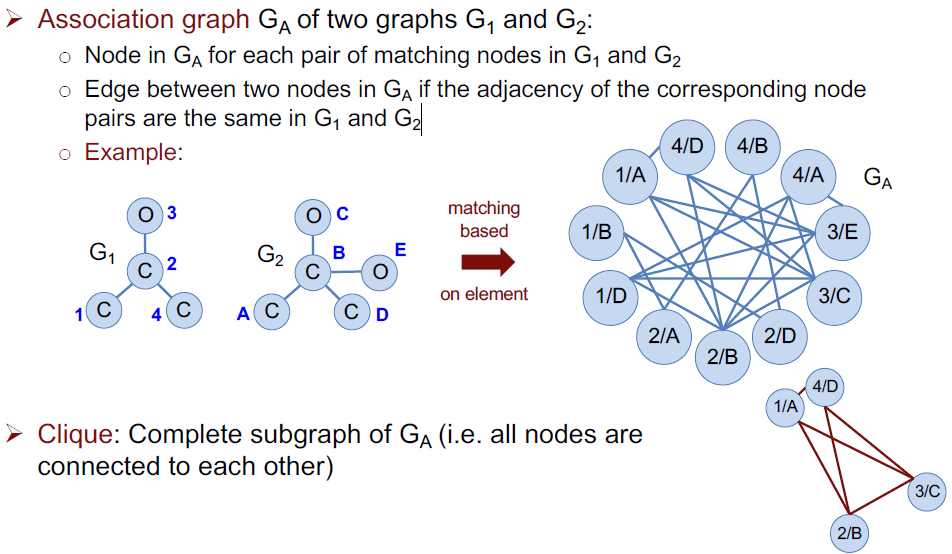 ➢ Association graph G_A of two graphs G_1 and G_2:
○ Node in G_A for each pair of matching nodes in G_1 and G_2
○ Edge between two nodes in G_A if the adjacency of the corresponding node
pairs are the same in G_1 and G_2
○ Example:
O 3
G_1
C 2
1 C
4 C
O C
G_2
B
E
C
O
A C
C D
matching
based
on element
4/D
4/B
1/A
4/A
G_A
1/B
3/E
1/D
3/C
2/A
2/D
2/B
➢ Clique: Complete subgraph of G_A (i.e. all nodes are
connected to each other)
4/D
1/A
3/C
2/B